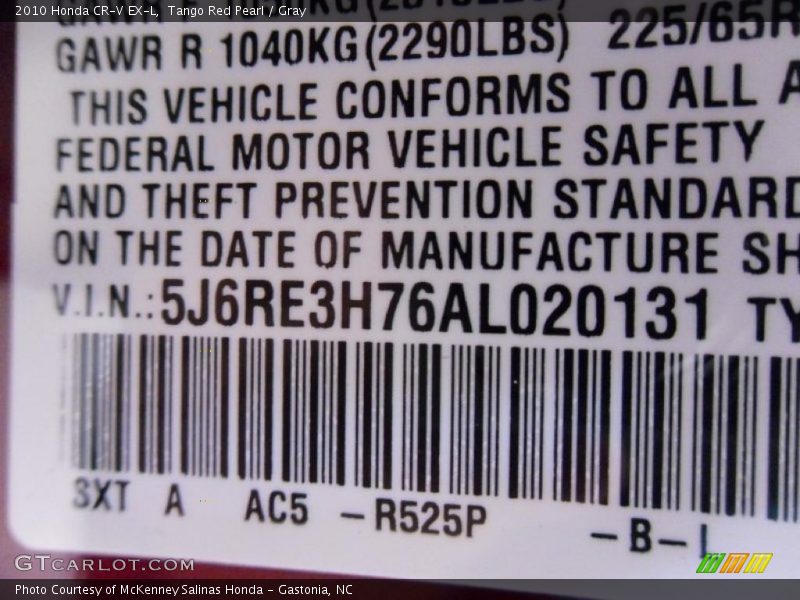 2010 Honda CR-V EX-L, Tango Red Pearl / Gray
GAWR R 1040KG (2290LBS) 225/65R
THIS VEHICLE CONFORMS TO ALL A
FEDERAL MOTOR VEHICLE SAFETY
AND THEFT PREVENTION STANDARD
ON THE DATE OF MANUFACTURE SH
V.I.N.: 5J6RE3H76AL020131 TY
3XT A AC5 -R525P -B-
GTCARLOT.COM
Photo Courtesy of McKenney Salinas Honda - Gastonia, NC